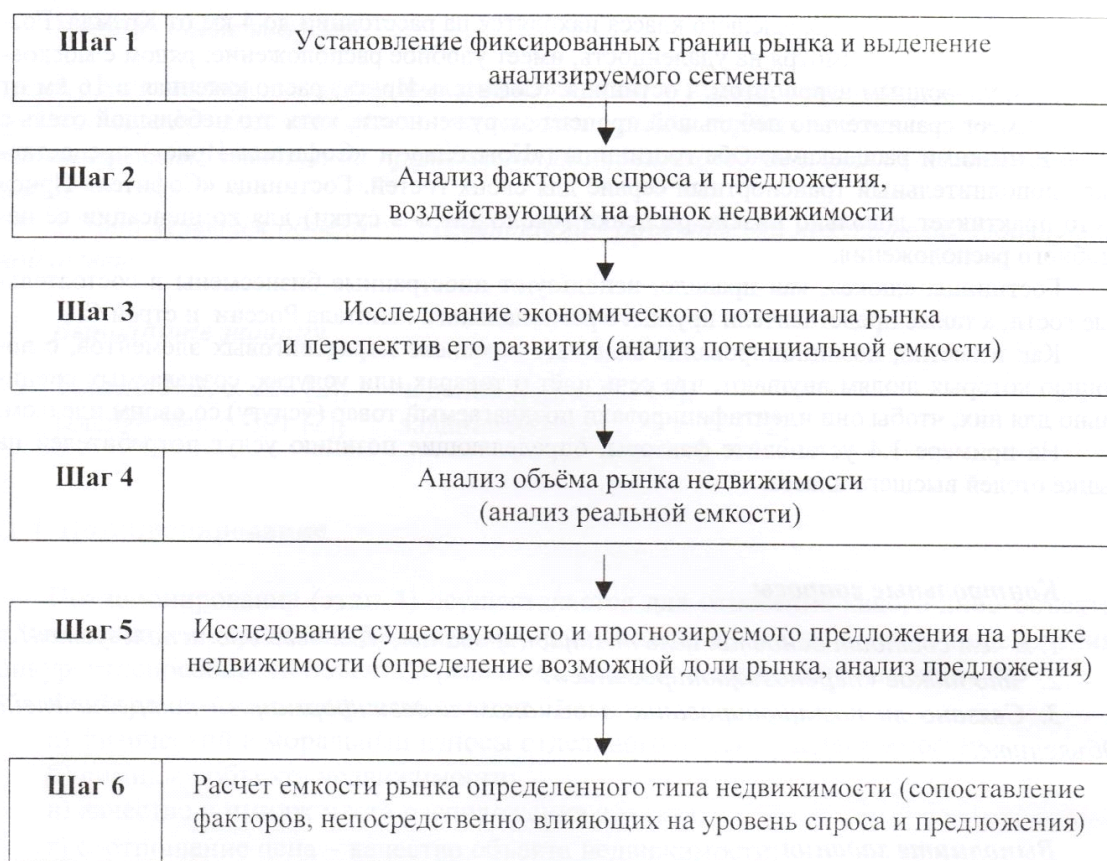 Шаг 1
Установление фиксированных границ рынка и выделение
анализируемого сегмента
Шаг 2
Анализ факторов спроса и предложения,
воздействующих на рынок недвижимости
Шаг 3
Исследование экономического потенциала рынка
и перспектив его развития (анализ потенциальной емкости)
Шаг 4
Анализ объёма рынка недвижимости
(анализ реальной емкости)
Шаг 5
Исследование существующего и прогнозируемого предложения на рынке
недвижимости (определение возможной доли рынка, анализ предложения)
Шаг 6
Расчет емкости рынка определенного типа недвижимости (сопоставление
факторов, непосредственно влияющих на уровень спроса и предложения)